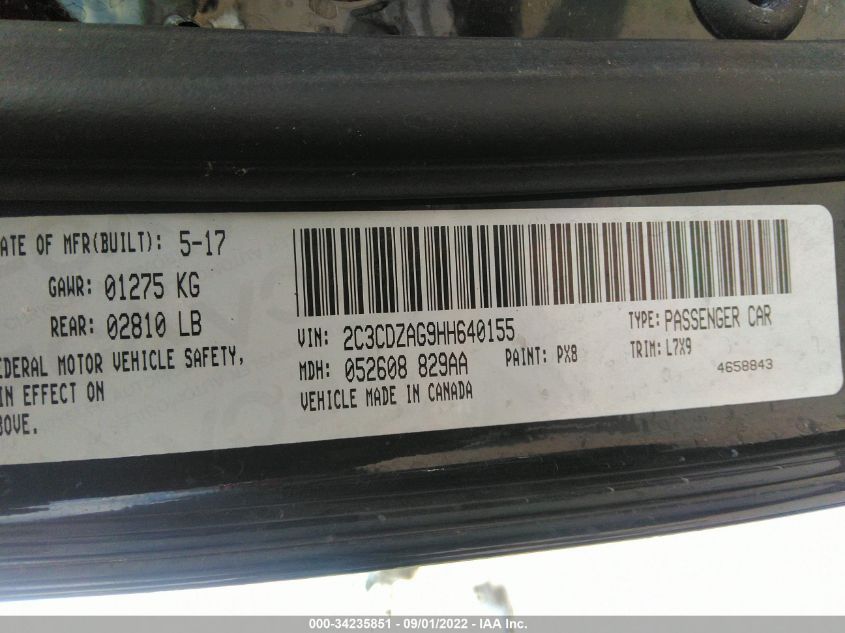 ATE OF MFR(BUILT): 5-17
GAWR: 01275 KG
REAR: 02810 LB
EDERAL MOTOR VEHICLE SAFETY,
IN EFFECT ON
BOVE.
VIN: 2C3CDZAG9HH640155
TYPE: PASSENGER CAR
MDH: 052608 829AA
PAINT: PX8
TRIM: L7X9
VEHICLE MADE IN CANADA
4658843
000-34235851 - 09/01/2022 - IAA Inc.